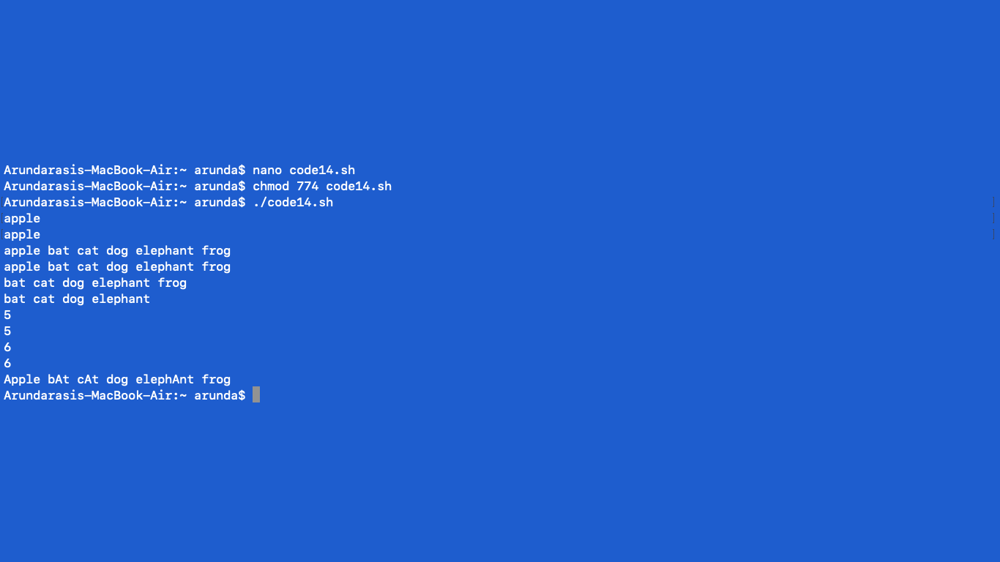 Arundarasis-MacBook-Air:~ arunda$ nano code14.sh
Arundarasis-MacBook-Air:~ arunda$ chmod 774 code14.sh
Arundarasis-MacBook-Air:~ arunda$ ./code14.sh
apple
apple
apple bat cat dog elephant frog
apple bat cat dog elephant frog
bat cat dog elephant frog
bat cat dog elephant
5
5
6
6
Apple bAt cAt dog elephAnt frog
Arundarasis-MacBook-Air:~ arunda$